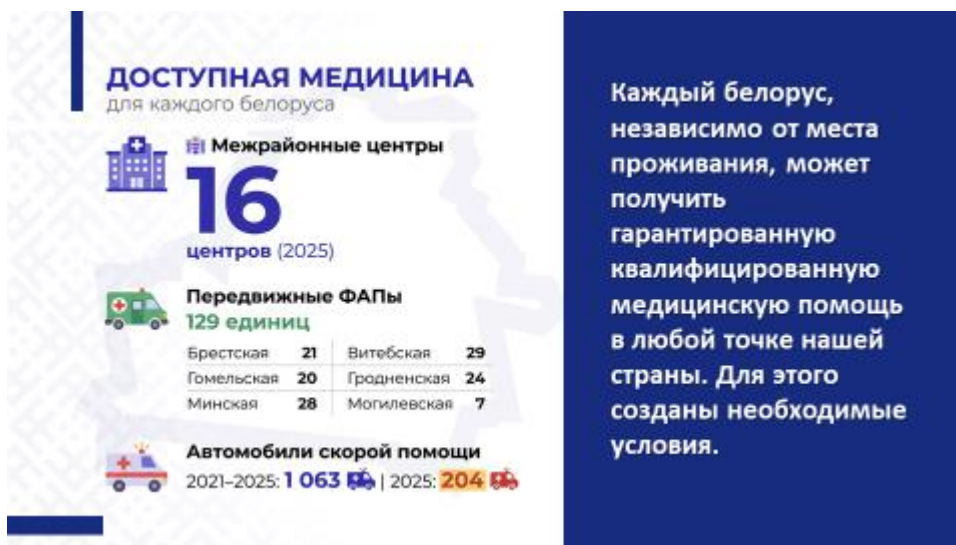 ДОСТУПНАЯ МЕДИЦИНА
для каждого белоруса
Межрайонные центры
16
центров (2025)
Передвижные ФАПы
129 единиц
Брестская 21 Витебская 29
Гомельская 20 Гродненская 24
Минская 28 Могилевская 7
Автомобили скорой помощи
2021–2025: 1 063 | 2025: 204
Каждый белорус,
независимо от места
проживания, может
получить
гарантированную
квалифицированную
медицинскую помощь
в любой точке нашей
страны. Для этого
созданы необходимые
условия.